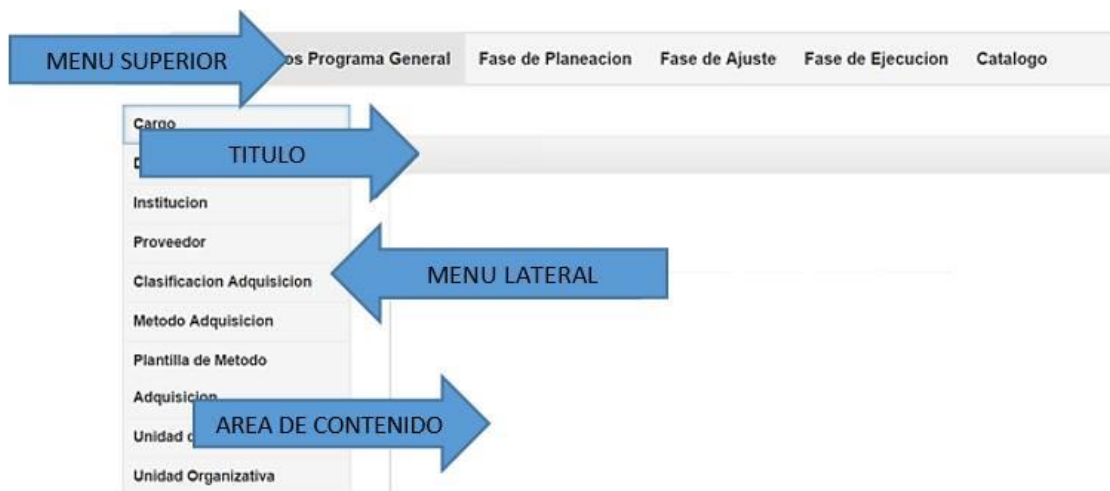 MENU SUPERIOR
os Programa General Fase de Planeacion Fase de Ajuste Fase de Ejecucion Catalogo
Cargo
TITULO
Institucion
Proveedor
Clasificacion Adquisicion
MENU LATERAL
Metodo Adquisicion
Plantilla de Metodo
Adquisicion
AREA DE CONTENIDO
Unidad
Unidad Organizativa